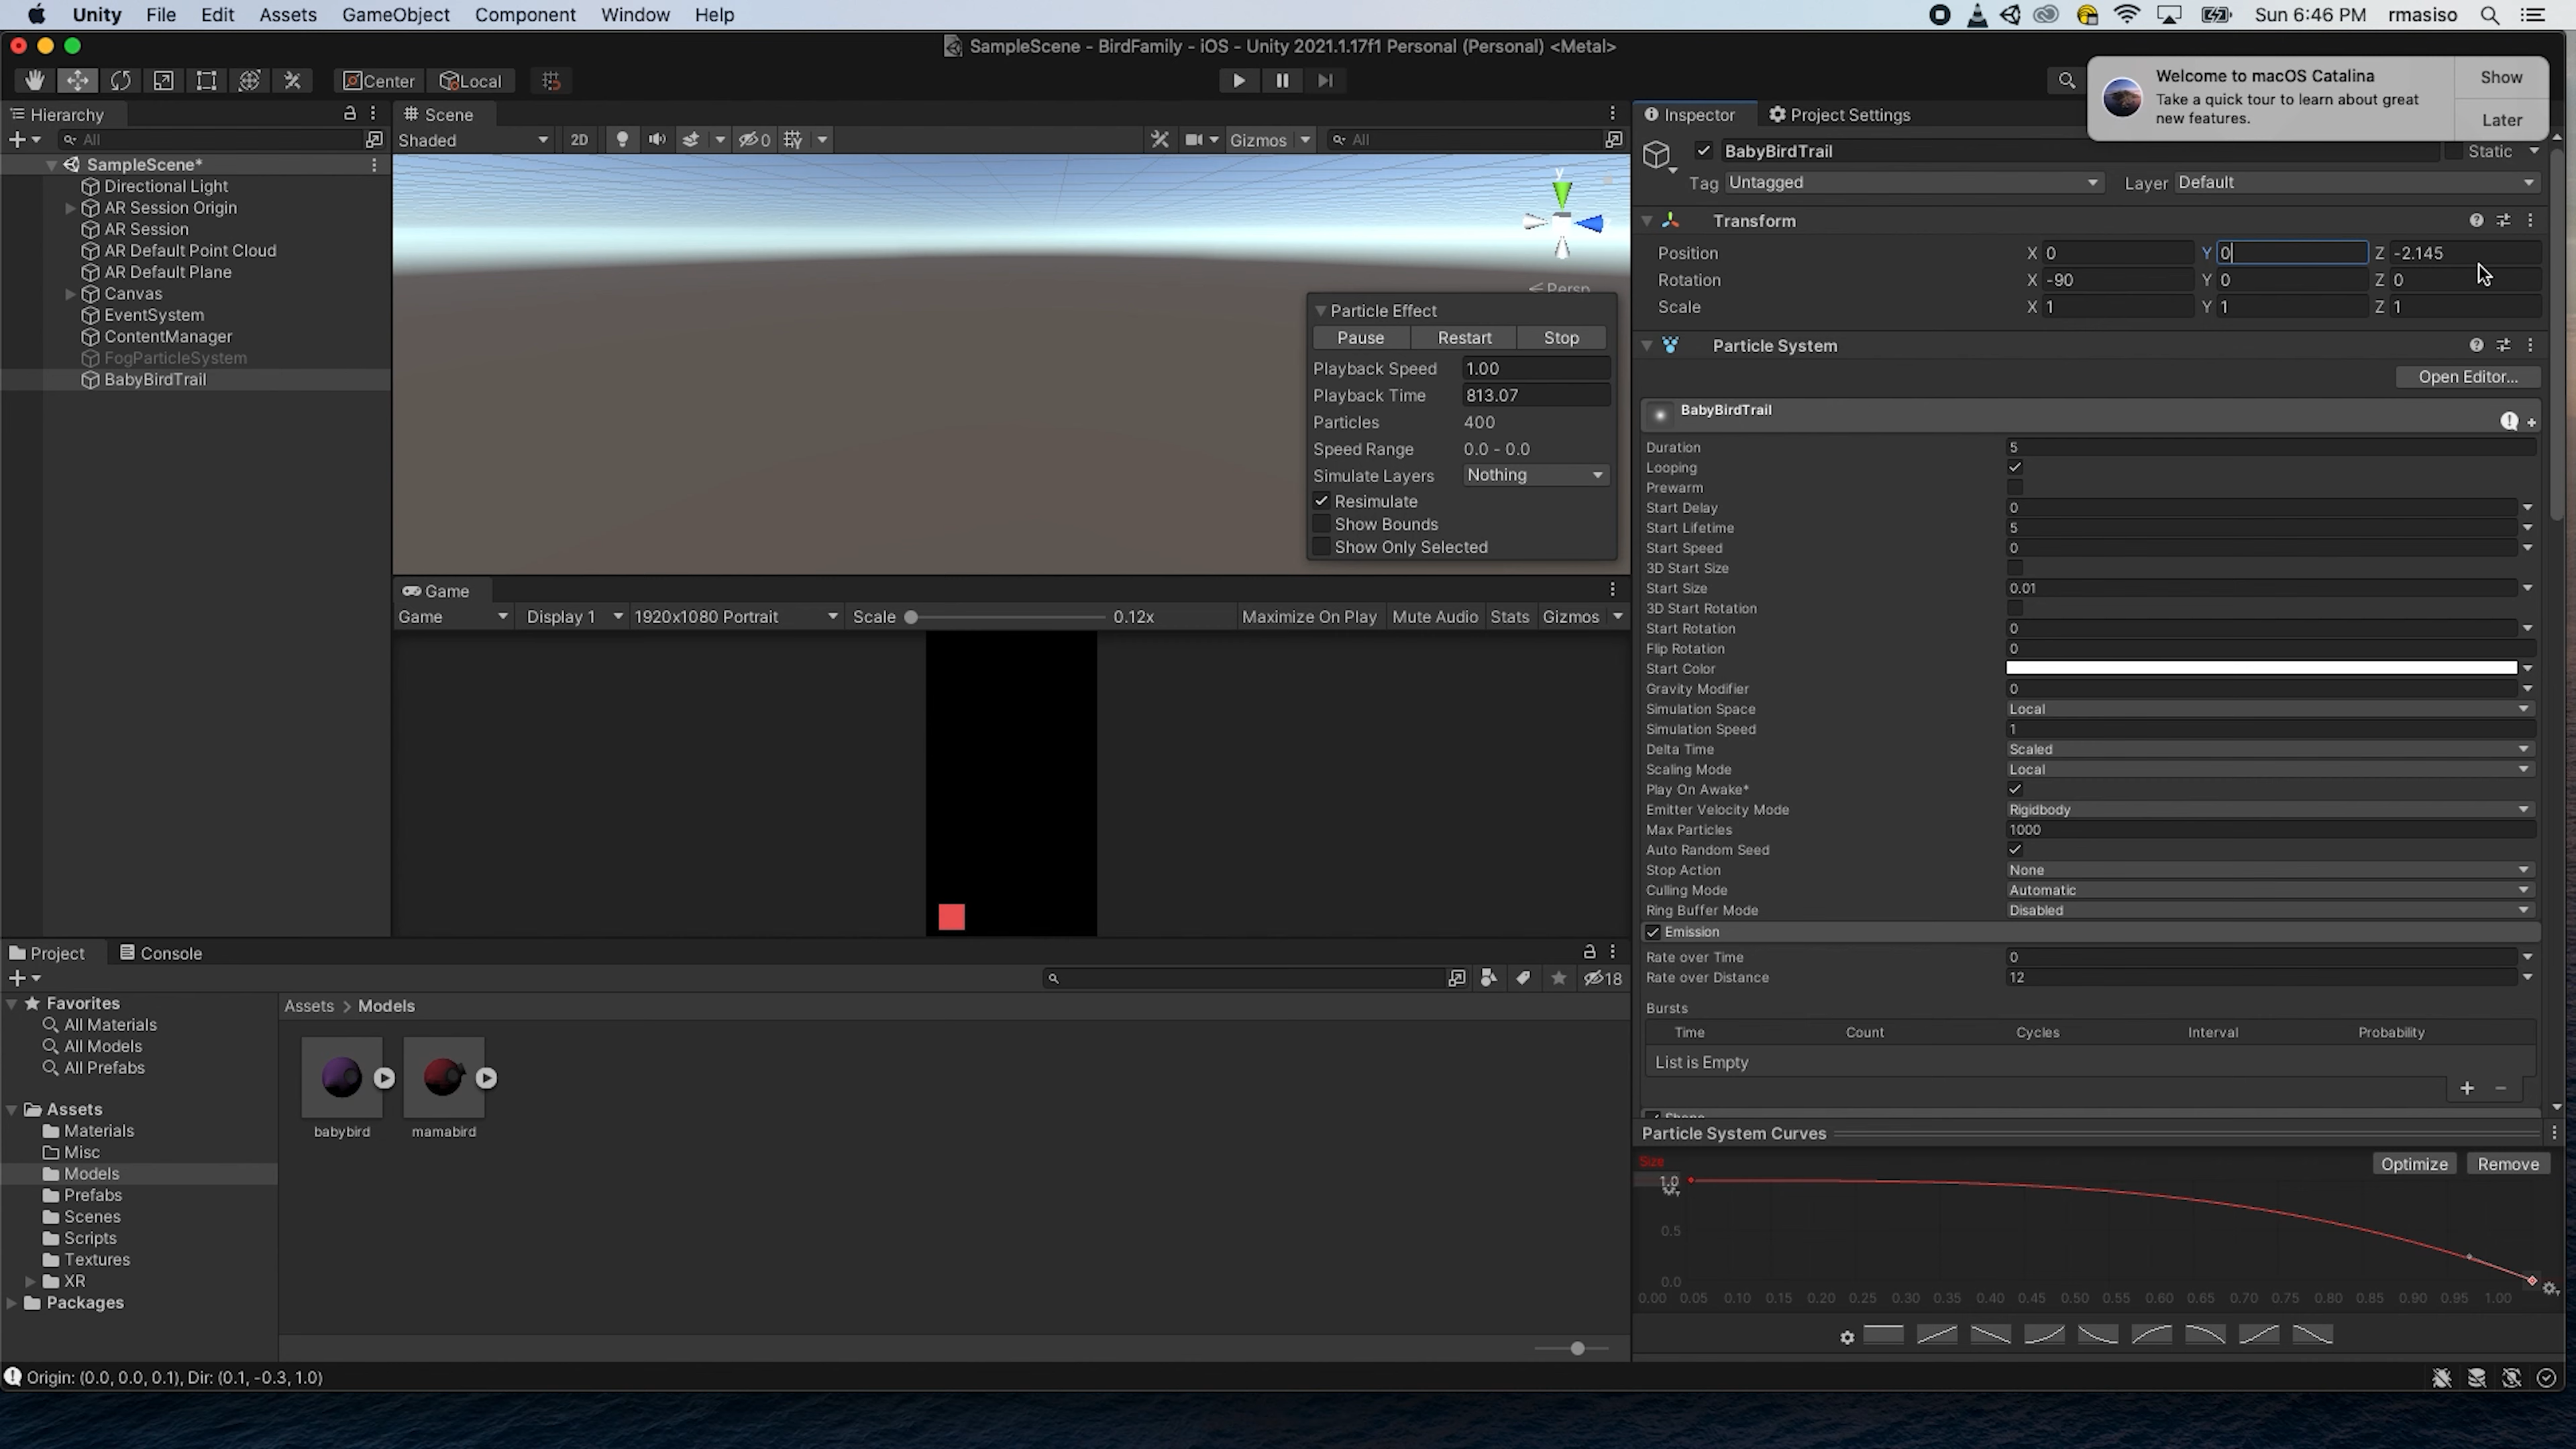 Unity File Edit Assets GameObject Component Window Help Sun 6:46 PM rmasiso
SampleScene - BirdFamily - iOS - Unity 2021.1.17f1 Personal (Personal) <Metal>
Center Local
Welcome to macOS Catalina
Take a quick tour to learn about great
new features.
Show
Later
Hierarchy
All
SampleScene*
Directional Light
AR Session Origin
AR Session
AR Default Point Cloud
AR Default Plane
Canvas
EventSystem
ContentManager
FogParticleSystem
BabyBirdTrail
Scene
Shaded 2D 0 Gizmos All
y
Persp
Particle Effect
Pause Restart Stop
Playback Speed 1.00
Playback Time 813.07
Particles 400
Speed Range 0.0 - 0.0
Simulate Layers Nothing
Resimulate
Show Bounds
Show Only Selected
Game
Game Display 1 1920x1080 Portrait Scale 0.12x Maximize On Play Mute Audio Stats Gizmos
Inspector Project Settings
BabyBirdTrail Static
Tag Untagged Layer Default
Transform
Position X 0 Y 0 Z -2.145
Rotation X -90 Y 0 Z 0
Scale X 1 Y 1 Z 1
Particle System
Open Editor...
BabyBirdTrail
Duration 5
Looping
Prewarm
Start Delay 0
Start Lifetime 5
Start Speed 0
3D Start Size
Start Size 0.01
3D Start Rotation
Start Rotation 0
Flip Rotation 0
Start Color
Gravity Modifier 0
Simulation Space Local
Simulation Speed 1
Delta Time Scaled
Scaling Mode Local
Play On Awake*
Emitter Velocity Mode Rigidbody
Max Particles 1000
Auto Random Seed
Stop Action None
Culling Mode Automatic
Ring Buffer Mode Disabled
Emission
Rate over Time 0
Rate over Distance 12
Bursts
Time Count Cycles Interval Probability
List is Empty
Shape
Particle System Curves
Size
Optimize Remove
1.0
0.5
0.0
0.00 0.05 0.10 0.15 0.20 0.25 0.30 0.35 0.40 0.45 0.50 0.55 0.60 0.65 0.70 0.75 0.80 0.85 0.90 0.95 1.00
Project Console
18
Favorites
All Materials
All Models
All Prefabs
Assets
Materials
Misc
Models
Prefabs
Scenes
Scripts
Textures
XR
Packages
Assets > Models
babybird mamabird
Origin: (0.0, 0.0, 0.1), Dir: (0.1, -0.3, 1.0)